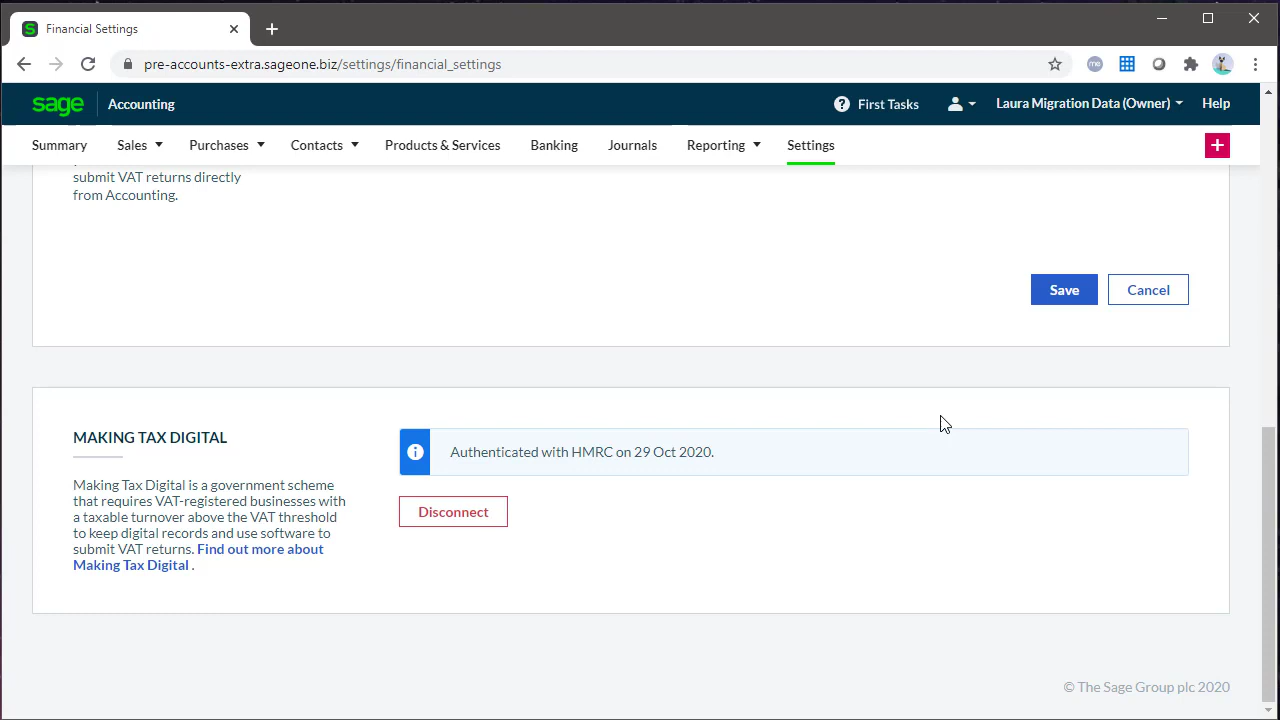 Financial Settings
pre-accounts-extra.sageone.biz/settings/financial_settings
me
sage Accounting First Tasks Laura Migration Data (Owner) Help
Summary Sales Purchases Contacts Products & Services Banking Journals Reporting Settings
submit VAT returns directly
from Accounting.
Save Cancel
MAKING TAX DIGITAL
Making Tax Digital is a government scheme
that requires VAT-registered businesses with
a taxable turnover above the VAT threshold
to keep digital records and use software to
submit VAT returns. Find out more about
Making Tax Digital .
Authenticated with HMRC on 29 Oct 2020.
Disconnect
© The Sage Group plc 2020